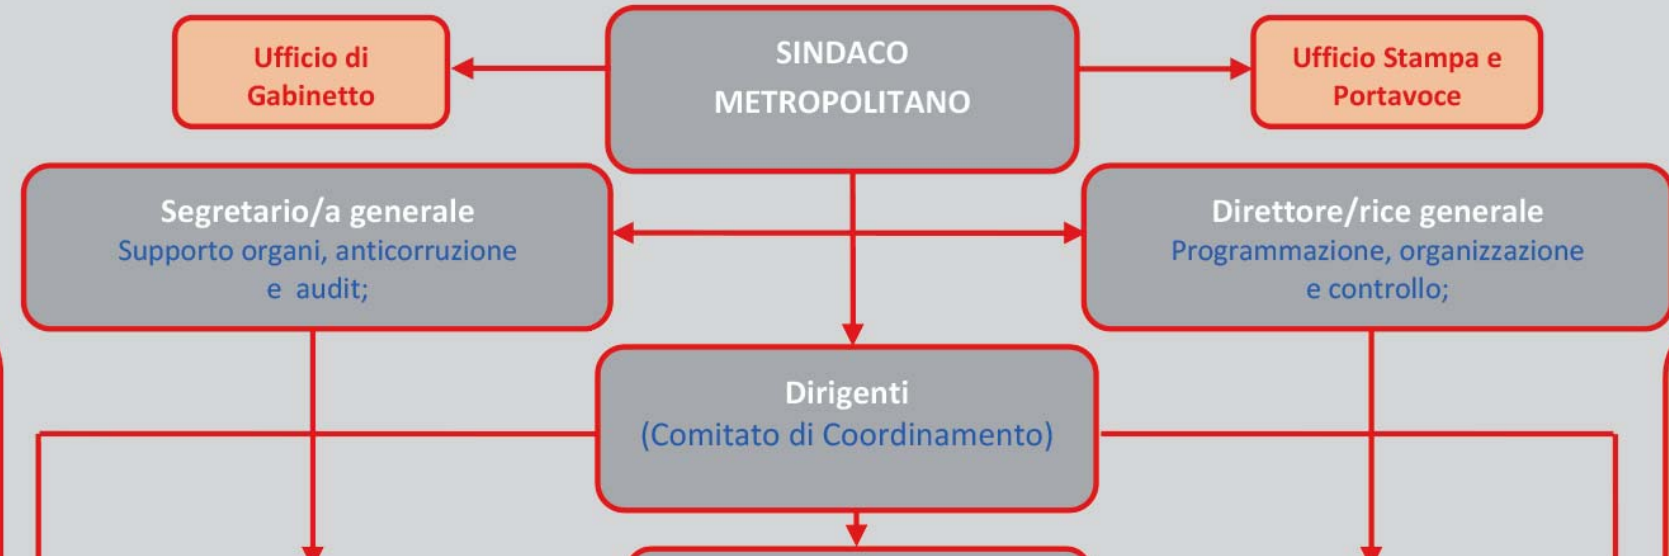 Ufficio di
Gabinetto
SINDACO
METROPOLITANO
Ufficio Stampa e
Portavoce
Segretario/a generale
Supporto organi, anticorruzione
e audit;
Direttore/rice generale
Programmazione, organizzazione
e controllo;
Dirigenti
(Comitato di Coordinamento)